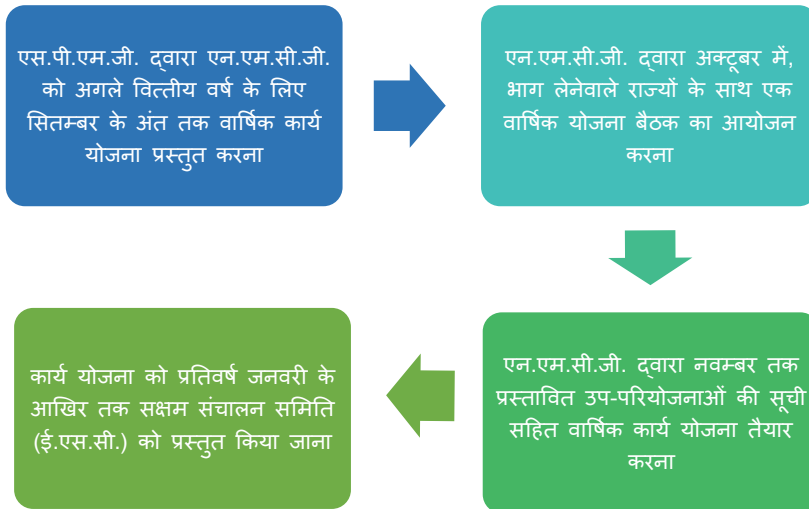 एस.पी.एम.जी. द्वारा एन.एम.सी.जी.
को अगले वित्तीय वर्ष के लिए
सितम्बर के अंत तक वार्षिक कार्य
योजना प्रस्तुत करना
एन.एम.सी.जी. द्वारा अक्टूबर में,
भाग लेनेवाले राज्यों के साथ एक
वार्षिक योजना बैठक का आयोजन
करना
एन.एम.सी.जी. द्वारा नवम्बर तक
प्रस्तावित उप-परियोजनाओं की सूची
सहित वार्षिक कार्य योजना तैयार
करना
कार्य योजना को प्रतिवर्ष जनवरी के
आखिर तक सक्षम संचालन समिति
(ई.एस.सी.) को प्रस्तुत किया जाना